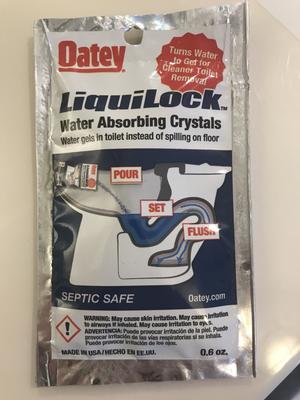 Oatey
Turns Water
to Gel for
Cleaner Toilet
Removal
LiquiLock™
Water Absorbing Crystals
Water gels in toilet instead of spilling on floor
POUR
SET
FLUSH
SEPTIC SAFE
Oatey.com
WARNING: May cause skin irritation. May cause irritation
to airways if inhaled. May cause irritation to eyes.
ADVERTENCIA: Puede provocar irritación de la piel. Puede
provocar irritación de las vías respiratorias si se inhala. Puede
provocar irritación de los ojos.
MADE IN USA/HECHO EN EE.UU.
0.6 oz.